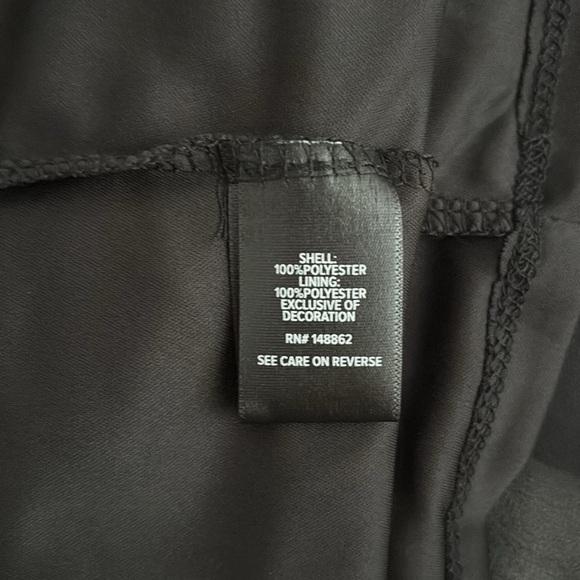 SHELL:
100%POLYESTER
LINING:
100%POLYESTER
EXCLUSIVE OF
DECORATION
RN# 148862
SEE CARE ON REVERSE